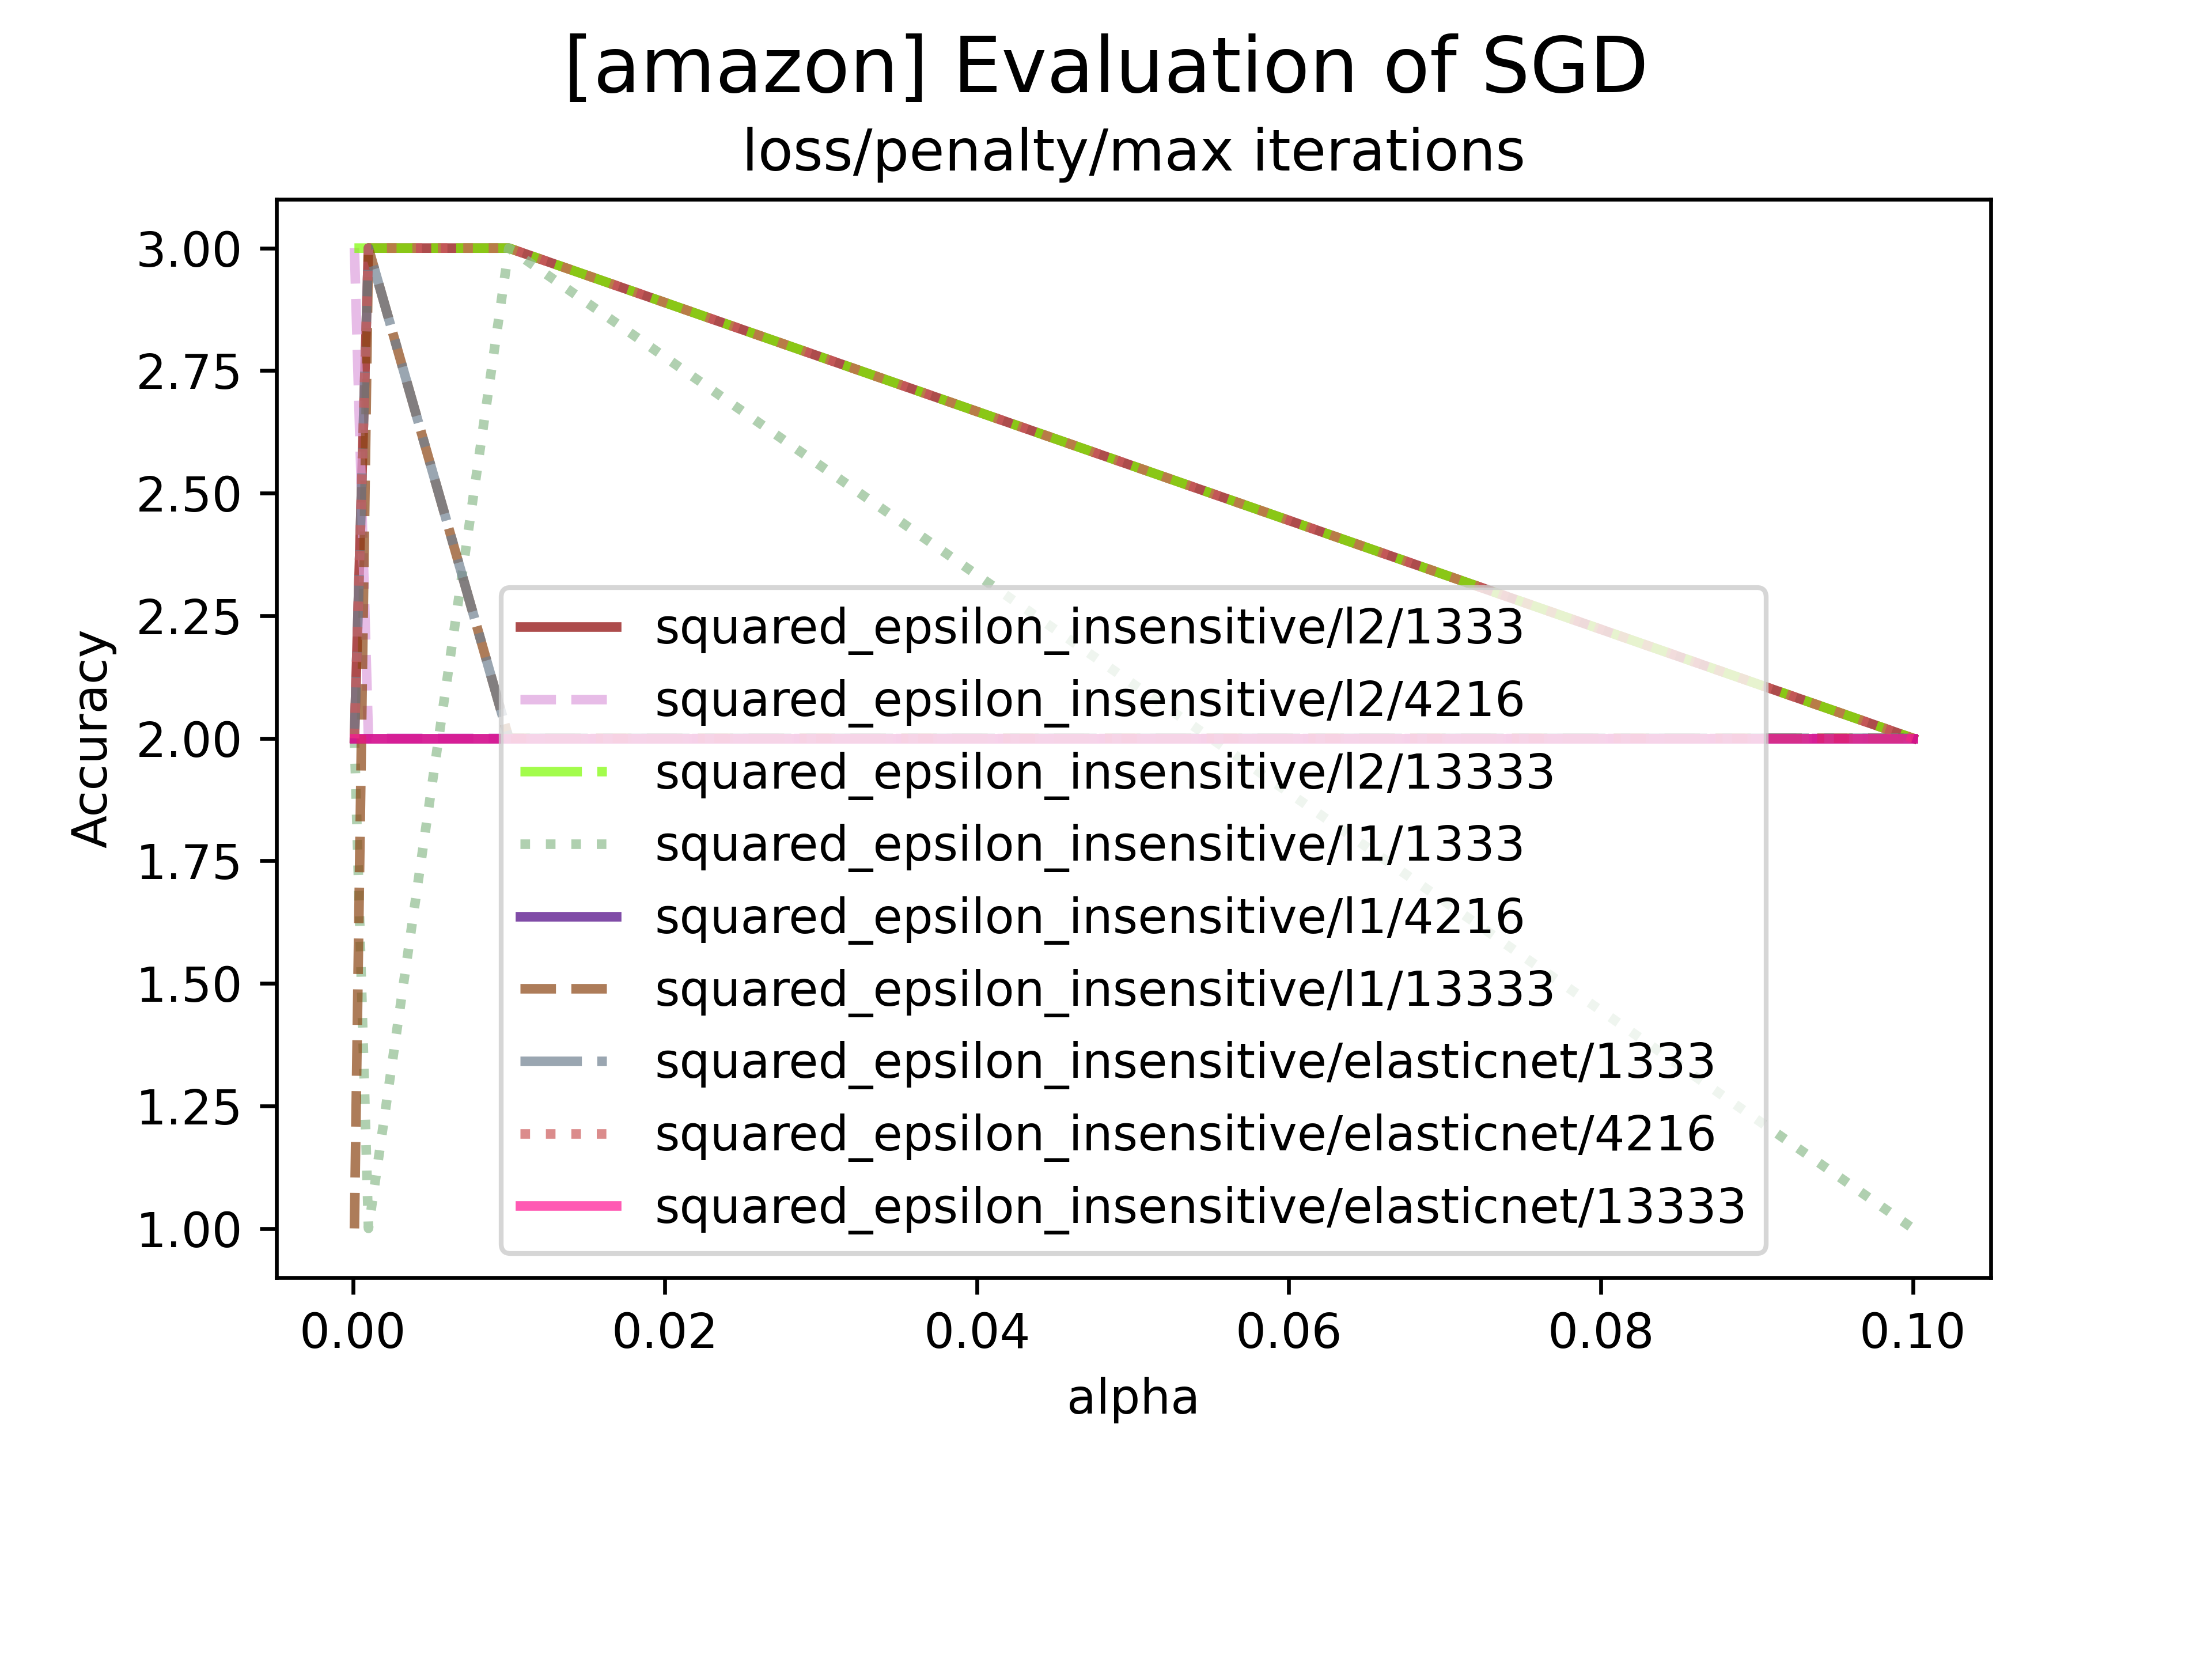 [amazon] Evaluation of SGD
loss/penalty/max iterations
3.00
2.75
2.50
2.25
2.00
1.75
1.50
1.25
1.00
Accuracy
squared_epsilon_insensitive/l2/1333
squared_epsilon_insensitive/l2/4216
squared_epsilon_insensitive/l2/13333
squared_epsilon_insensitive/l1/1333
squared_epsilon_insensitive/l1/4216
squared_epsilon_insensitive/l1/13333
squared_epsilon_insensitive/elasticnet/1333
squared_epsilon_insensitive/elasticnet/4216
squared_epsilon_insensitive/elasticnet/13333
0.00 0.02 0.04 0.06 0.08 0.10
alpha